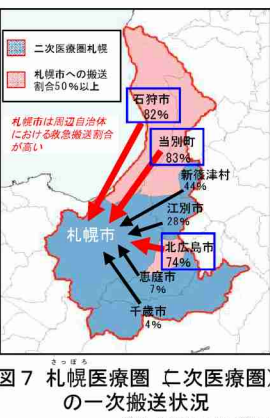 二次医療圏札幌
札幌市への搬送
割合50%以上
札幌市は周辺自治体
における救急搬送割合
が高い
石狩市
82%
当別町
83%
新篠津村
44%
江別市
28%
札幌市
北広島市
74%
恵庭市
7%
千歳市
4%
さっぽろ
図7 札幌医療圏(二次医療圏)
の一次搬送状況